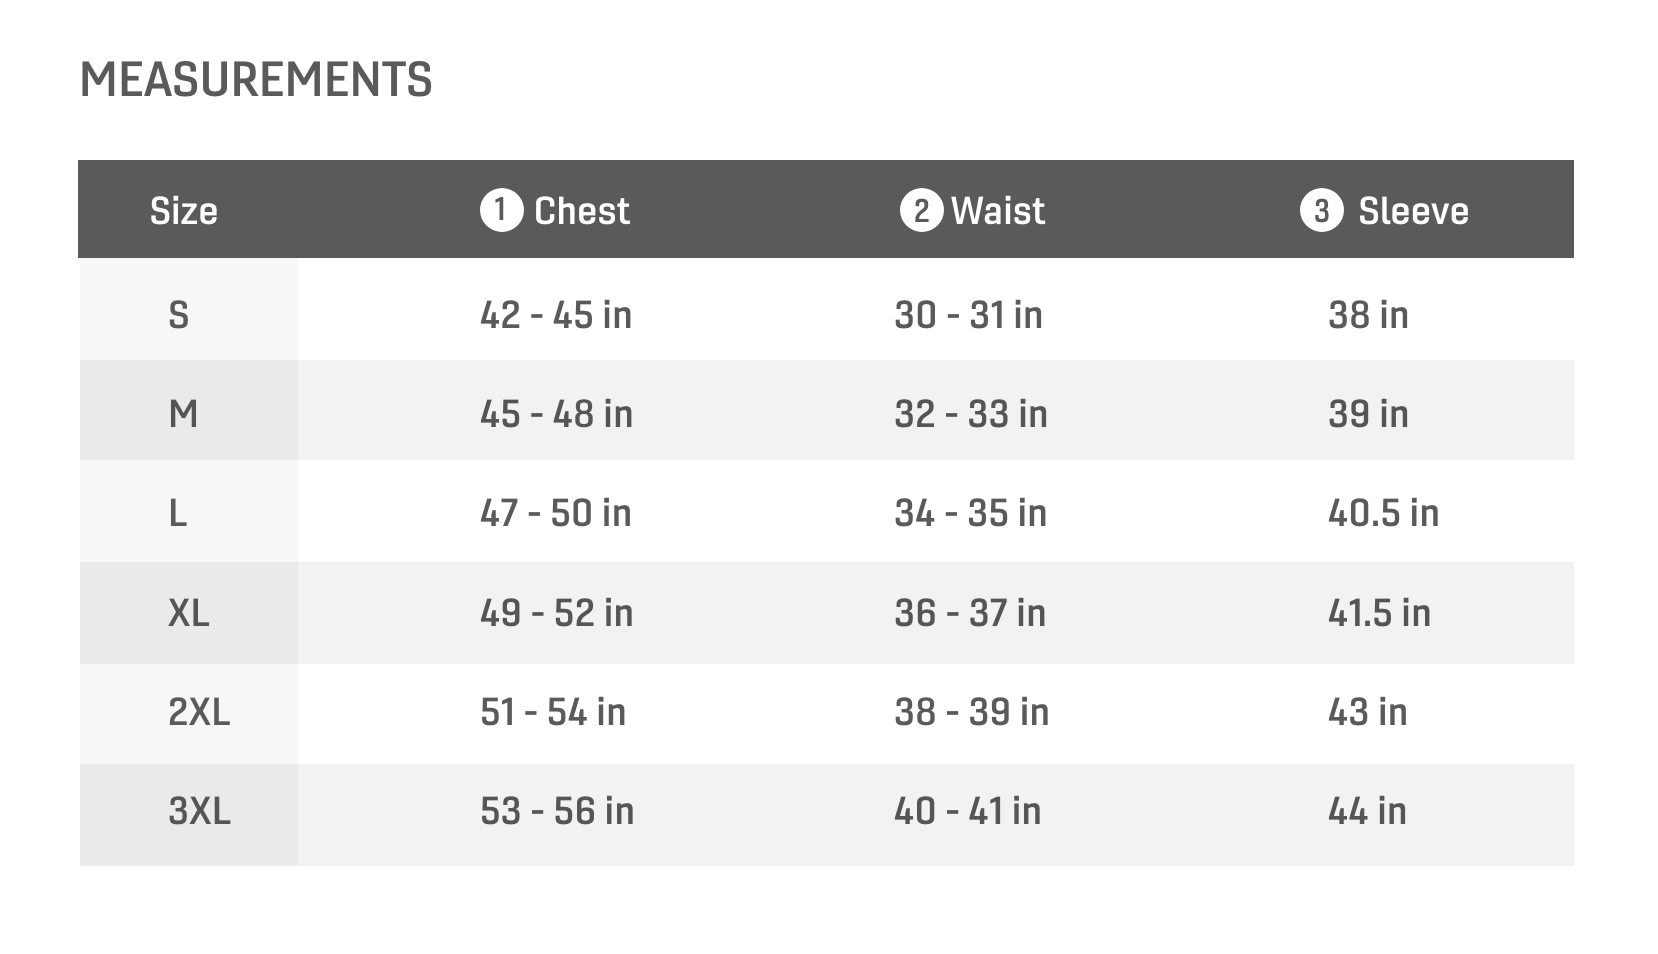 MEASUREMENTS
Size 1 Chest 2 Waist 3 Sleeve
S 42 - 45 in 30 - 31 in 38 in
M 45 - 48 in 32 - 33 in 39 in
L 47 - 50 in 34 - 35 in 40.5 in
XL 49 - 52 in 36 - 37 in 41.5 in
2XL 51 - 54 in 38 - 39 in 43 in
3XL 53 - 56 in 40 - 41 in 44 in